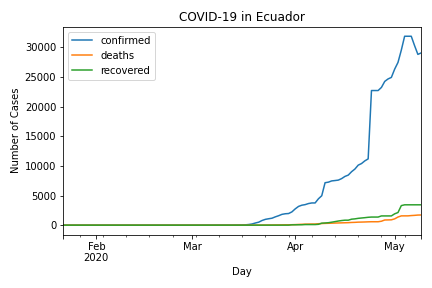 COVID-19 in Ecuador
confirmed
deaths
recovered
Number of Cases
30000
25000
20000
15000
10000
5000
0
Feb
2020
Mar
Apr
May
Day